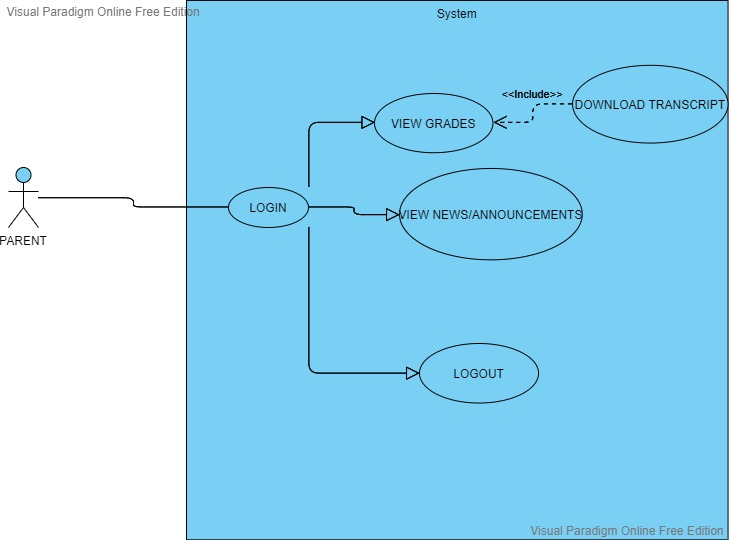 Visual Paradigm Online Free Edition
System
<<Include>>
DOWNLOAD TRANSCRIPT
VIEW GRADES
LOGIN
VIEW NEWS/ANNOUNCEMENTS
PARENT
LOGOUT
Visual Paradigm Online Free Edition